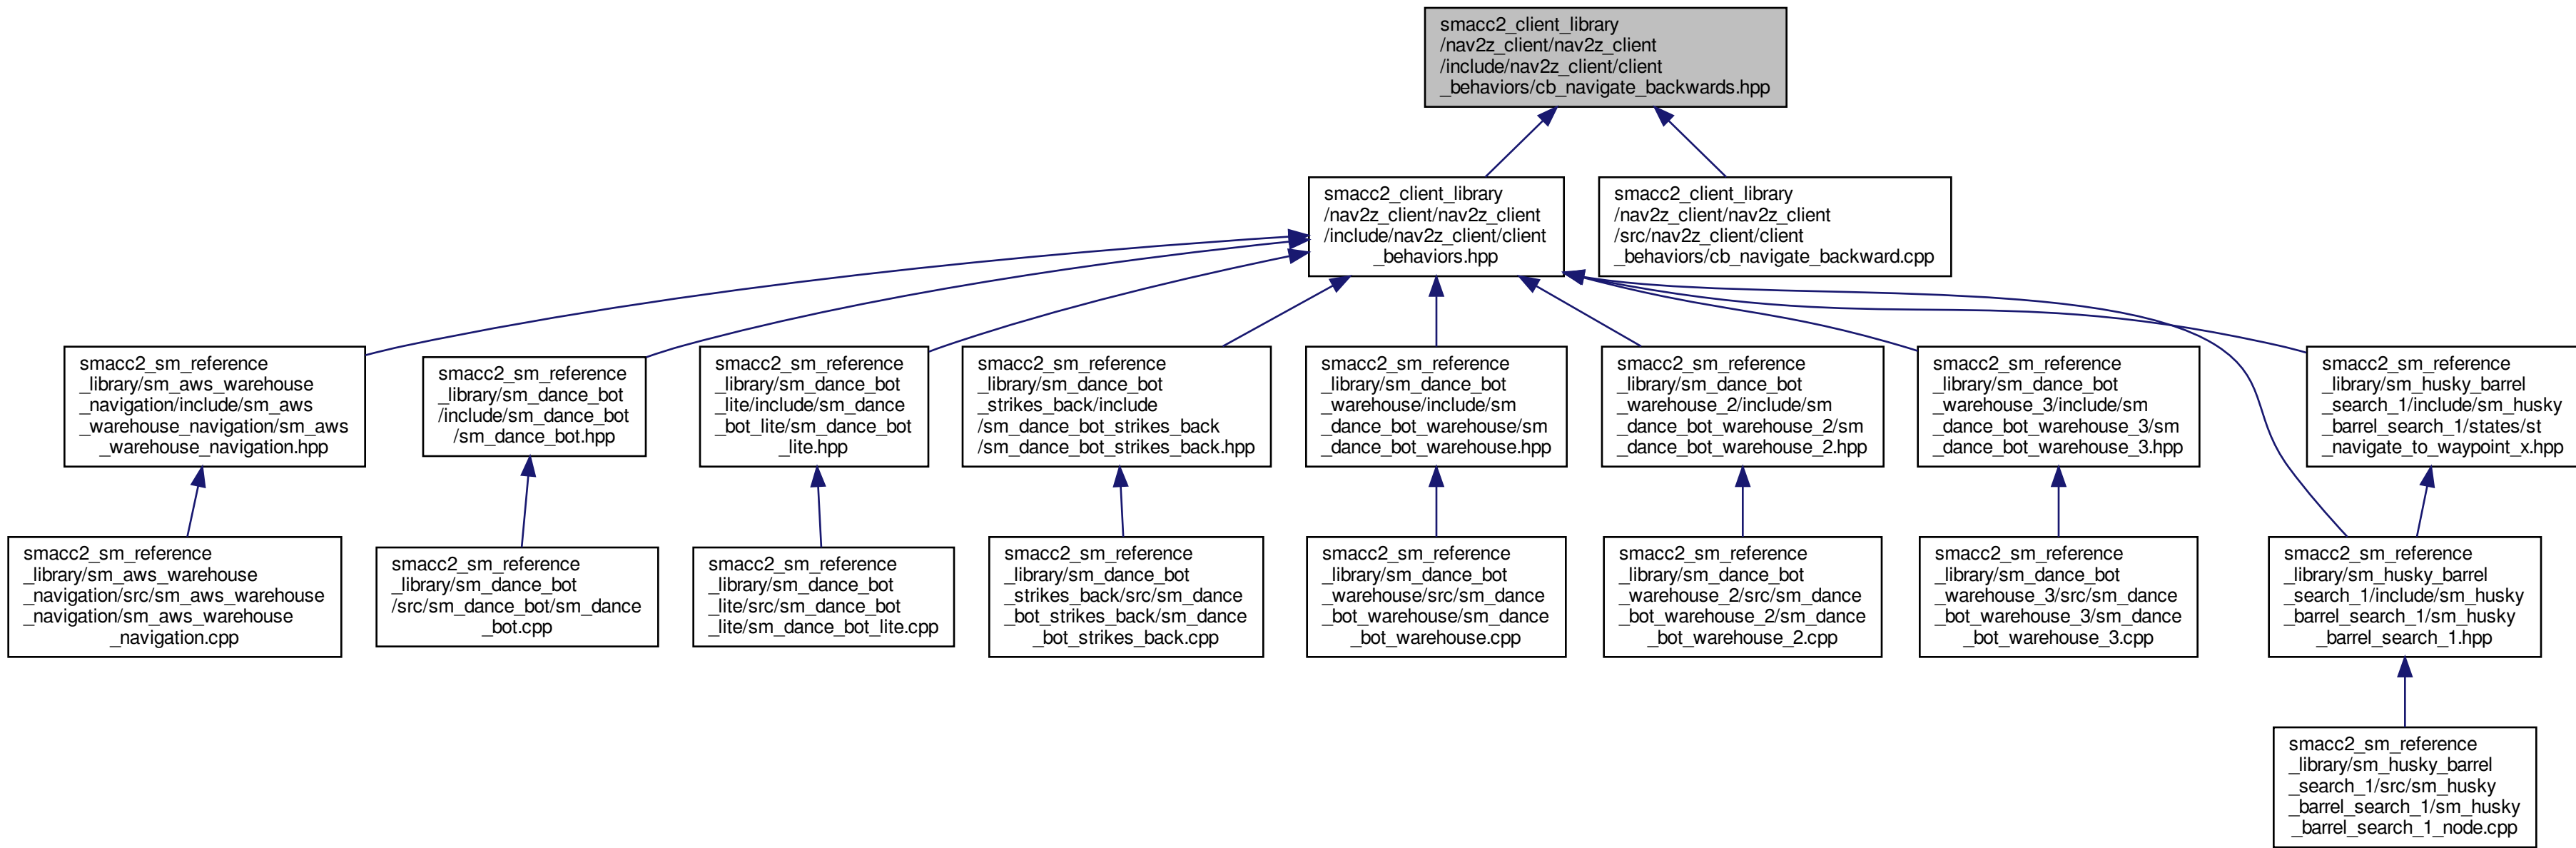 smacc2_client_library
/nav2z_client/nav2z_client
/include/nav2z_client/client
_behaviors/cb_navigate_backwards.hpp
smacc2_client_library
/nav2z_client/nav2z_client
/include/nav2z_client/client
_behaviors.hpp
smacc2_client_library
/nav2z_client/nav2z_client
/src/nav2z_client/client
_behaviors/cb_navigate_backward.cpp
smacc2_sm_reference
_library/sm_aws_warehouse
_navigation/include/sm_aws
_warehouse_navigation/sm_aws
_warehouse_navigation.hpp
smacc2_sm_reference
_library/sm_dance_bot
/include/sm_dance_bot
/sm_dance_bot.hpp
smacc2_sm_reference
_library/sm_dance_bot
_lite/include/sm_dance
_bot_lite/sm_dance_bot
_lite.hpp
smacc2_sm_reference
_library/sm_dance_bot
_strikes_back/include
/sm_dance_bot_strikes_back
/sm_dance_bot_strikes_back.hpp
smacc2_sm_reference
_library/sm_dance_bot
_warehouse/include/sm
_dance_bot_warehouse/sm
_dance_bot_warehouse.hpp
smacc2_sm_reference
_library/sm_dance_bot
_warehouse_2/include/sm
_dance_bot_warehouse_2/sm
_dance_bot_warehouse_2.hpp
smacc2_sm_reference
_library/sm_dance_bot
_warehouse_3/include/sm
_dance_bot_warehouse_3/sm
_dance_bot_warehouse_3.hpp
smacc2_sm_reference
_library/sm_husky_barrel
_search_1/include/sm_husky
_barrel_search_1/states/st
_navigate_to_waypoint_x.hpp
smacc2_sm_reference
_library/sm_aws_warehouse
_navigation/src/sm_aws_warehouse
_navigation/sm_aws_warehouse
_navigation.cpp
smacc2_sm_reference
_library/sm_dance_bot
/src/sm_dance_bot/sm_dance
_bot.cpp
smacc2_sm_reference
_library/sm_dance_bot
_lite/src/sm_dance_bot
_lite/sm_dance_bot_lite.cpp
smacc2_sm_reference
_library/sm_dance_bot
_strikes_back/src/sm_dance
_bot_strikes_back/sm_dance
_bot_strikes_back.cpp
smacc2_sm_reference
_library/sm_dance_bot
_warehouse/src/sm_dance
_bot_warehouse/sm_dance
_bot_warehouse.cpp
smacc2_sm_reference
_library/sm_dance_bot
_warehouse_2/src/sm_dance
_bot_warehouse_2/sm_dance
_bot_warehouse_2.cpp
smacc2_sm_reference
_library/sm_dance_bot
_warehouse_3/src/sm_dance
_bot_warehouse_3/sm_dance
_bot_warehouse_3.cpp
smacc2_sm_reference
_library/sm_husky_barrel
_search_1/include/sm_husky
_barrel_search_1/sm_husky
_barrel_search_1.hpp
smacc2_sm_reference
_library/sm_husky_barrel
_search_1/src/sm_husky
_barrel_search_1/sm_husky
_barrel_search_1_node.cpp